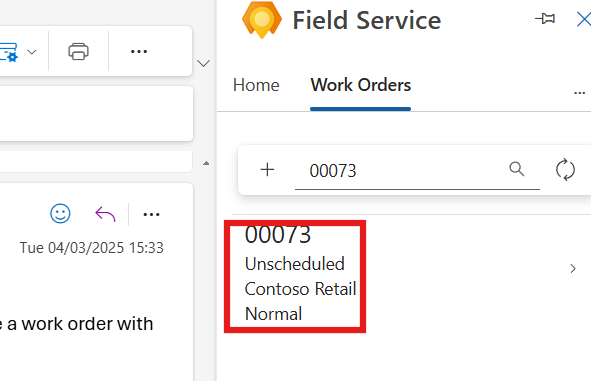 Field Service
Home Work Orders
00073
Tue 04/03/2025 15:33
00073
Unscheduled
Contoso Retail
Normal
a work order with